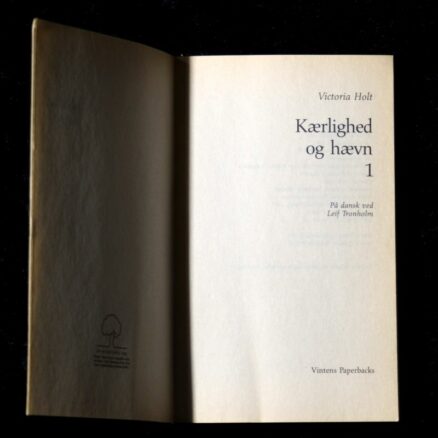 Victoria Holt
Kærlighed
og hævn
1
På dansk ved
Leif Tronholm
Vintens Paperbacks